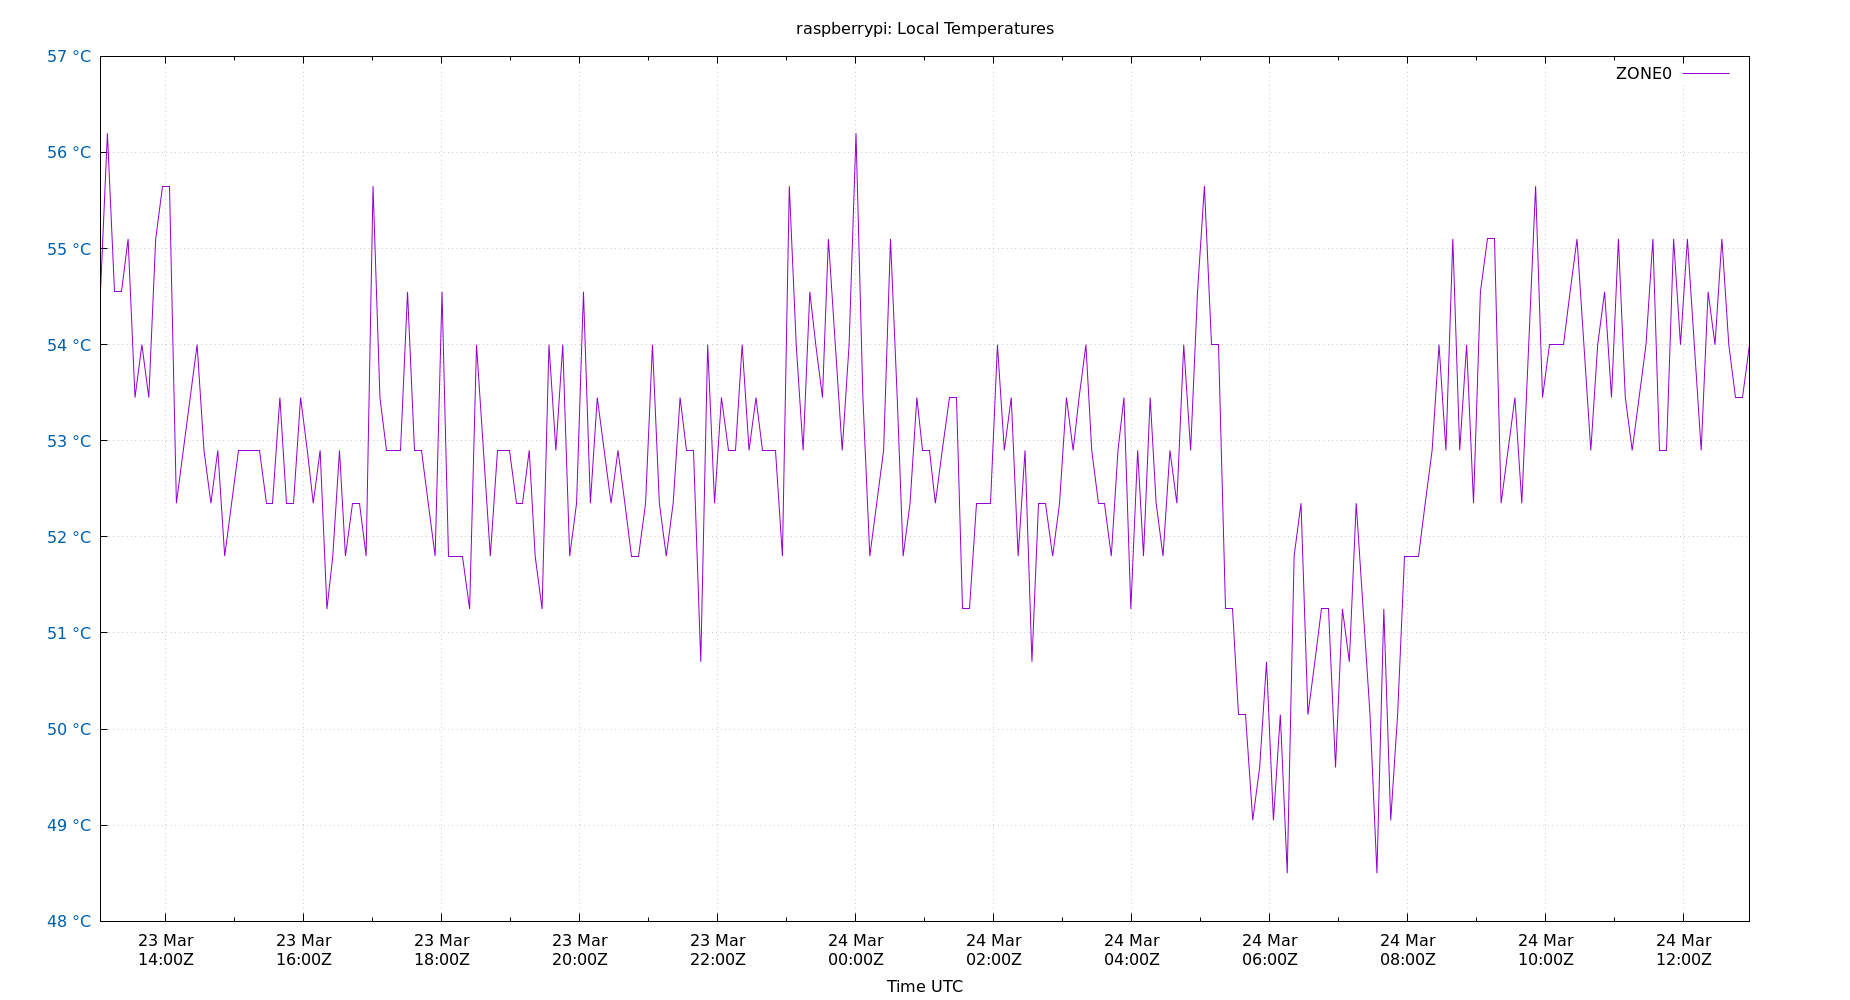 raspberrypi: Local Temperatures
57 °C
ZONE0
56 °C
55 °C
54 °C
53 °C
52 °C
51 °C
50 °C
49 °C
48 °C
23 Mar 23 Mar 23 Mar 23 Mar 23 Mar 24 Mar 24 Mar 24 Mar 24 Mar 24 Mar 24 Mar 24 Mar
14:00Z 16:00Z 18:00Z 20:00Z 22:00Z 00:00Z 02:00Z 04:00Z 06:00Z 08:00Z 10:00Z 12:00Z
Time UTC